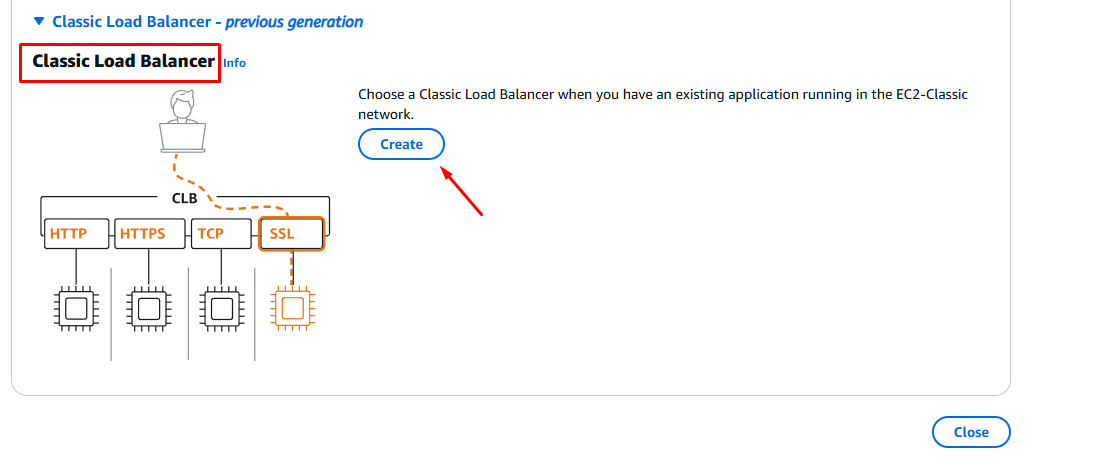 Classic Load Balancer - previous generation
Classic Load Balancer Info
Choose a Classic Load Balancer when you have an existing application running in the EC2-Classic
network.
Create
CLB
HTTP HTTPS TCP SSL
Close